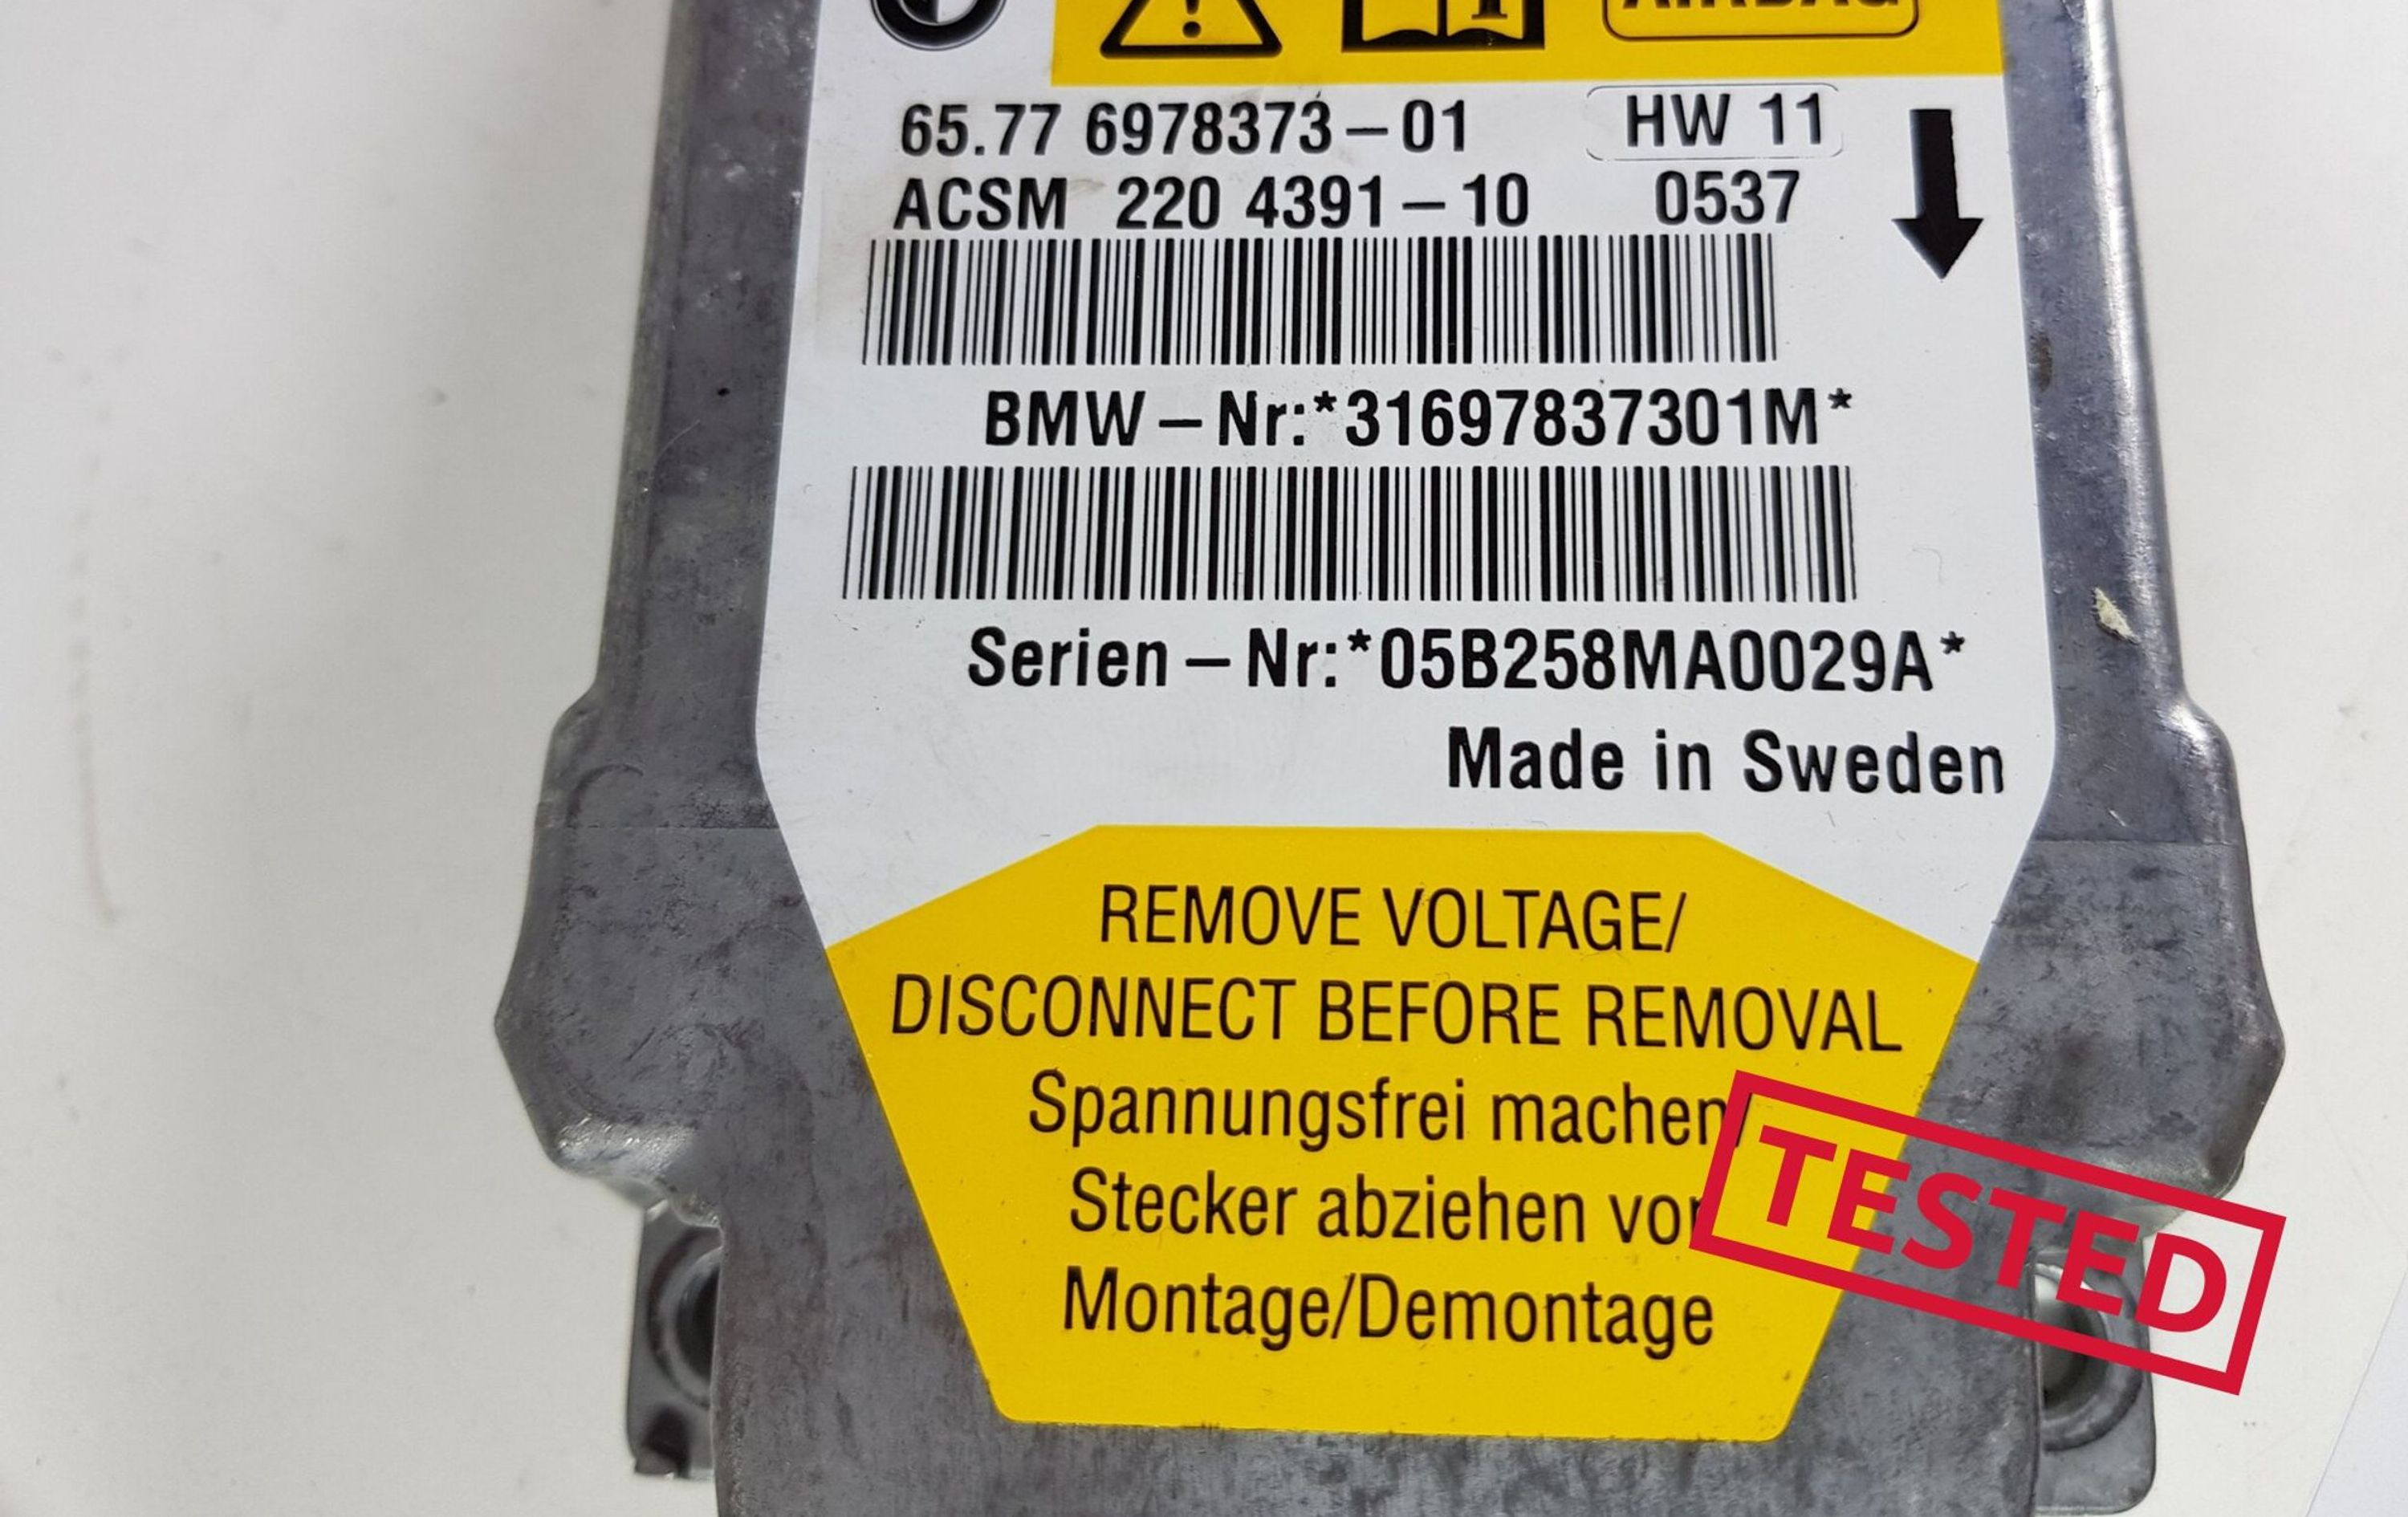 AIRBAG
65.77 6978373–01 HW 11
ACSM 220 4391–10 0537
BMW–Nr:*31697837301M*
Serien–Nr:*05B258MA0029A*
Made in Sweden
REMOVE VOLTAGE/
DISCONNECT BEFORE REMOVAL
Spannungsfrei machen/
Stecker abziehen vor
Montage/Demontage
TESTED